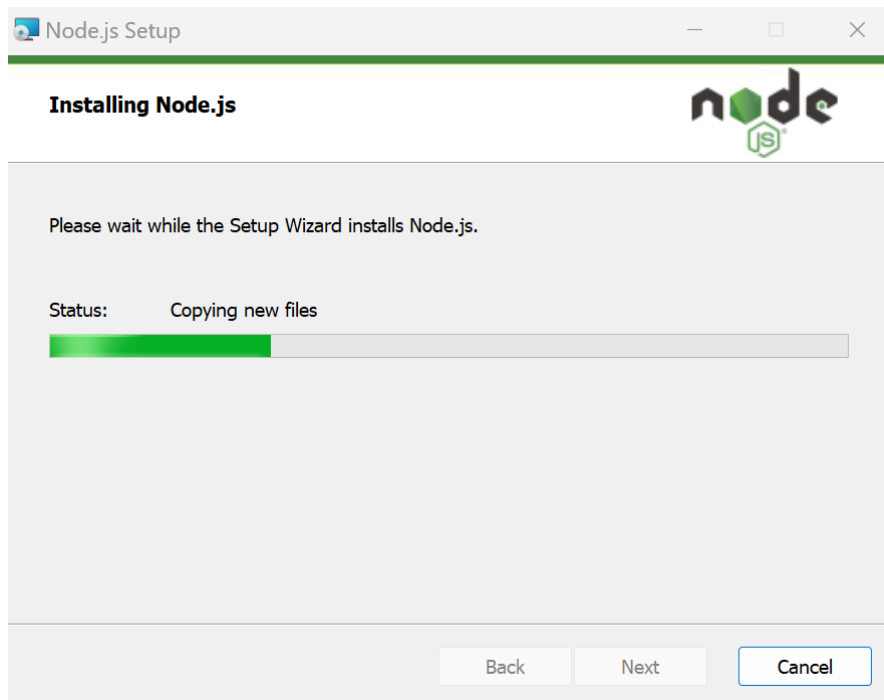 Node.js Setup
Installing Node.js
node
JS
Please wait while the Setup Wizard installs Node.js.
Status: Copying new files
Back Next Cancel